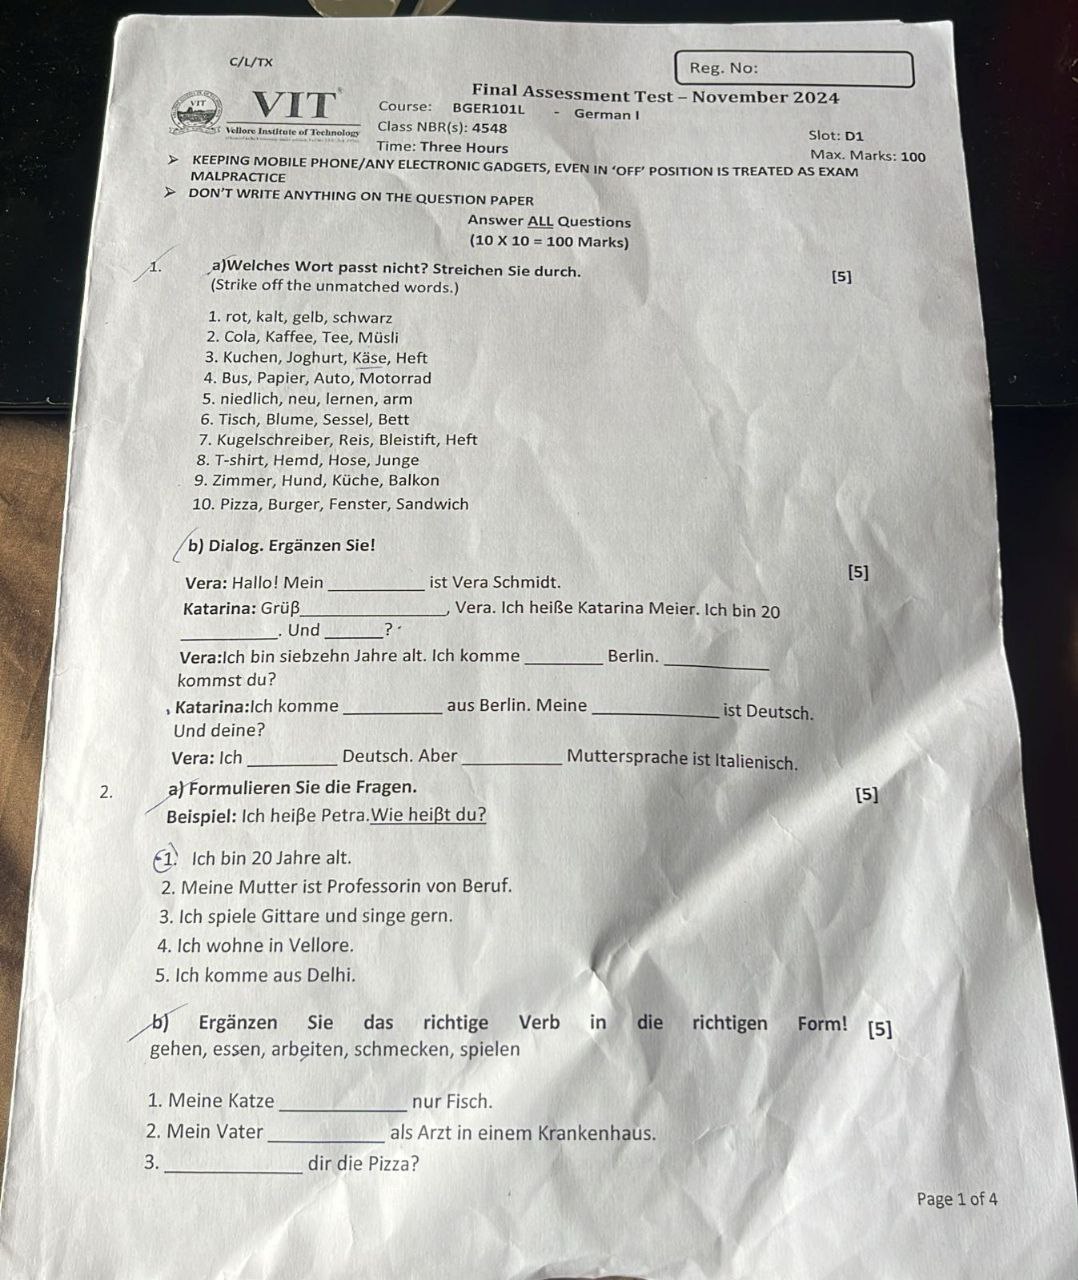 C/L/TX
Reg. No:
VIT
VIT
Vellore Institute of Technology
Final Assessment Test – November 2024
Course: BGER101L - German I
Class NBR(s): 4548
Slot: D1
Time: Three Hours
Max. Marks: 100
➢ KEEPING MOBILE PHONE/ANY ELECTRONIC GADGETS, EVEN IN ‘OFF’ POSITION IS TREATED AS EXAM
MALPRACTICE
➢ DON’T WRITE ANYTHING ON THE QUESTION PAPER
Answer ALL Questions
(10 X 10 = 100 Marks)
1. a)Welches Wort passt nicht? Streichen Sie durch. [5]
(Strike off the unmatched words.)
1. rot, kalt, gelb, schwarz
2. Cola, Kaffee, Tee, Müsli
3. Kuchen, Joghurt, Käse, Heft
4. Bus, Papier, Auto, Motorrad
5. niedlich, neu, lernen, arm
6. Tisch, Blume, Sessel, Bett
7. Kugelschreiber, Reis, Bleistift, Heft
8. T-shirt, Hemd, Hose, Junge
9. Zimmer, Hund, Küche, Balkon
10. Pizza, Burger, Fenster, Sandwich
b) Dialog. Ergänzen Sie!
[5]
Vera: Hallo! Mein __________ ist Vera Schmidt.
Katarina: Grüβ_______________, Vera. Ich heiβe Katarina Meier. Ich bin 20
__________. Und ______?
Vera:Ich bin siebzehn Jahre alt. Ich komme ________ Berlin. ___________
kommst du?
Katarina:Ich komme __________ aus Berlin. Meine _____________ ist Deutsch.
Und deine?
Vera: Ich _________ Deutsch. Aber __________ Muttersprache ist Italienisch.
2. a) Formulieren Sie die Fragen. [5]
Beispiel: Ich heiβe Petra.Wie heiβt du?
1. Ich bin 20 Jahre alt.
2. Meine Mutter ist Professorin von Beruf.
3. Ich spiele Gittare und singe gern.
4. Ich wohne in Vellore.
5. Ich komme aus Delhi.
b) Ergänzen Sie das richtige Verb in die richtigen Form! [5]
gehen, essen, arbeiten, schmecken, spielen
1. Meine Katze ____________ nur Fisch.
2. Mein Vater ___________ als Arzt in einem Krankenhaus.
3. _____________ dir die Pizza?
Page 1 of 4